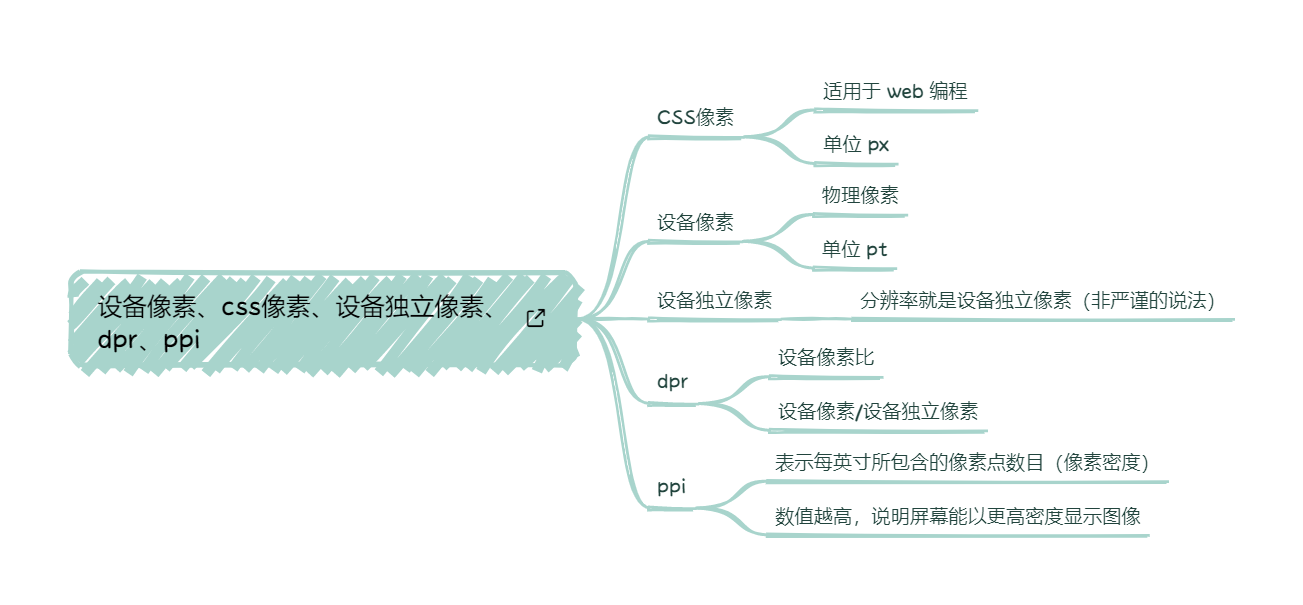 设备像素、css像素、设备独立像素、
dpr、ppi
CSS像素
适用于 web 编程
单位 px
设备像素
物理像素
单位 pt
设备独立像素
分辨率就是设备独立像素（非严谨的说法）
dpr
设备像素比
设备像素/设备独立像素
ppi
表示每英寸所包含的像素点数目（像素密度）
数值越高，说明屏幕能以更高密度显示图像